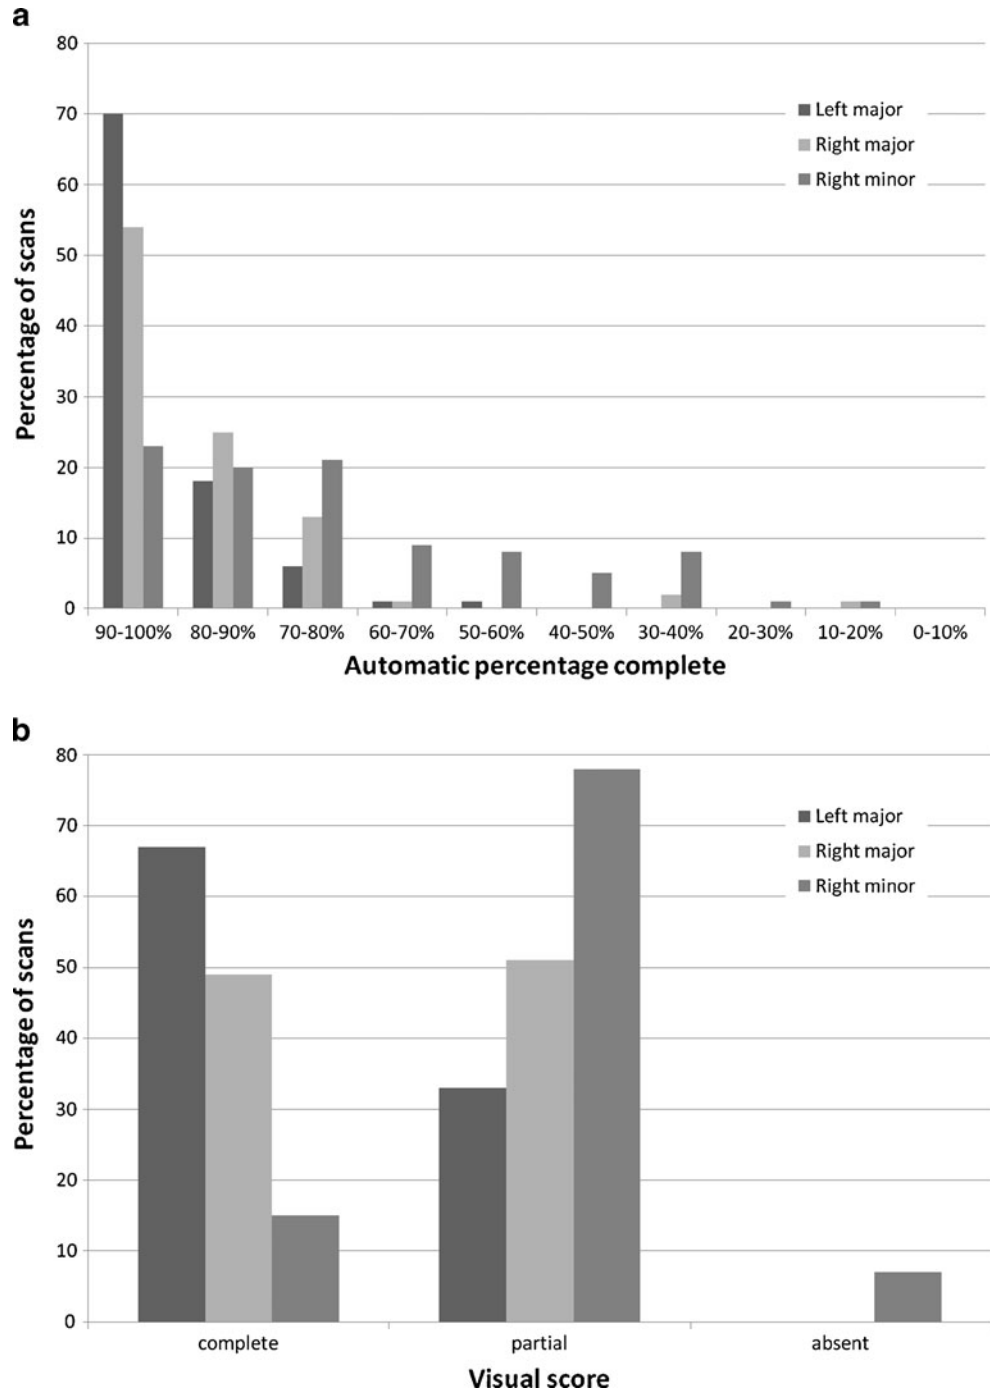 a
80
70
60
50
40
30
20
10
0
Percentage of scans
Left major
Right major
Right minor
90-100% 80-90% 70-80% 60-70% 50-60% 40-50% 30-40% 20-30% 10-20% 0-10%
Automatic percentage complete
b
80
70
60
50
40
30
20
10
0
Percentage of scans
Left major
Right major
Right minor
complete partial absent
Visual score